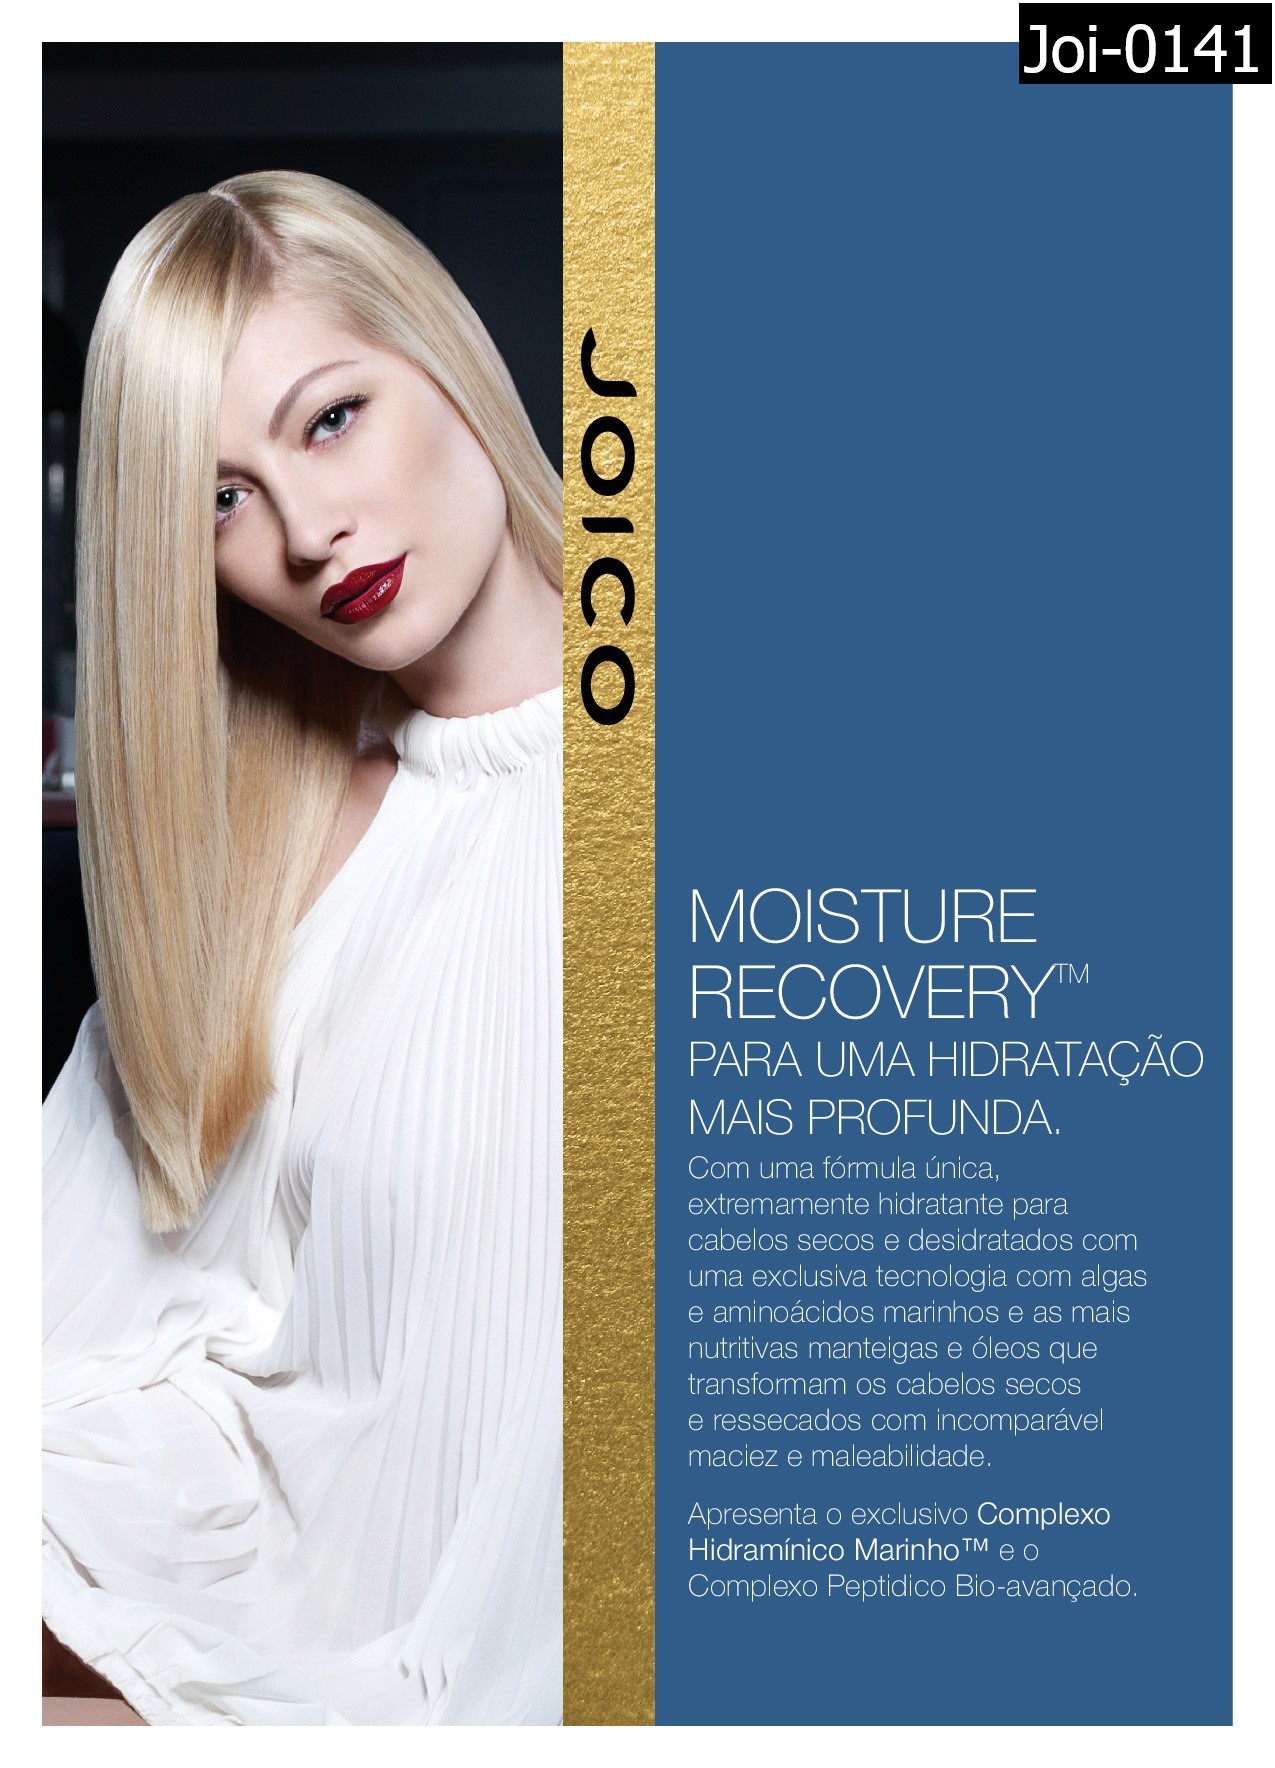 Joi-0141
JOICO
MOISTURE
RECOVERY™
PARA UMA HIDRATAÇÃO
MAIS PROFUNDA.
Com uma fórmula única,
extremamente hidratante para
cabelos secos e desidratados com
uma exclusiva tecnologia com algas
e aminoácidos marinhos e as mais
nutritivas manteigas e óleos que
transformam os cabelos secos
e ressecados com incomparável
maciez e maleabilidade.
Apresenta o exclusivo Complexo
Hidramínico Marinho™ e o
Complexo Peptidico Bio-avançado.